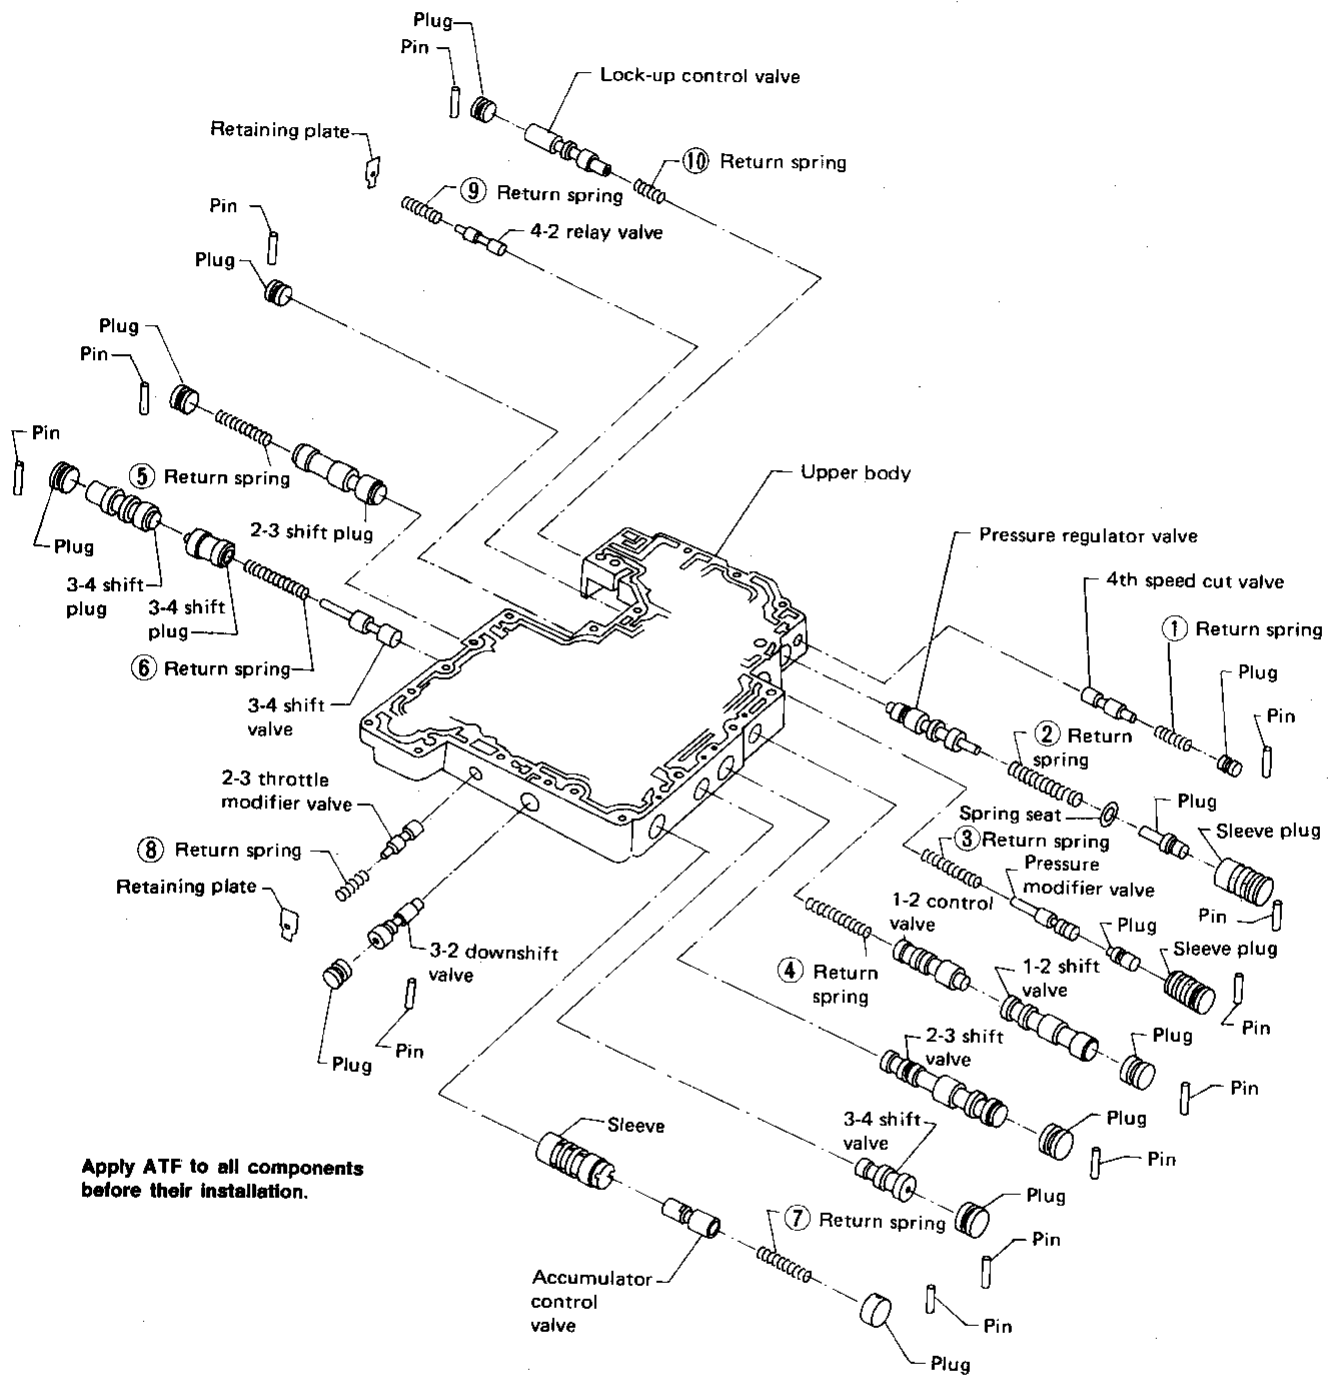 Plug
Pin
Lock-up control valve
Retaining plate
⑩ Return spring
⑨ Return spring
Pin
4-2 relay valve
Plug
Plug
Pin
Pin
⑤ Return spring
Upper body
2-3 shift plug
Pressure regulator valve
Plug
4th speed cut valve
3-4 shift
plug
3-4 shift
plug
① Return spring
⑥ Return spring
Plug
3-4 shift
valve
Pin
② Return
spring
2-3 throttle
modifier valve
Spring seat
Plug
Sleeve plug
③ Return spring
⑧ Return spring
Pressure
modifier valve
Retaining plate
1-2 control
valve
Pin
Plug
Sleeve plug
3-2 downshift
valve
④ Return
spring
1-2 shift
valve
Pin
Plug
2-3 shift
valve
Plug
Pin
Pin
Plug
Sleeve
3-4 shift
valve
Pin
Apply ATF to all components
before their installation.
Plug
⑦ Return spring
Pin
Accumulator
control
valve
Pin
Plug